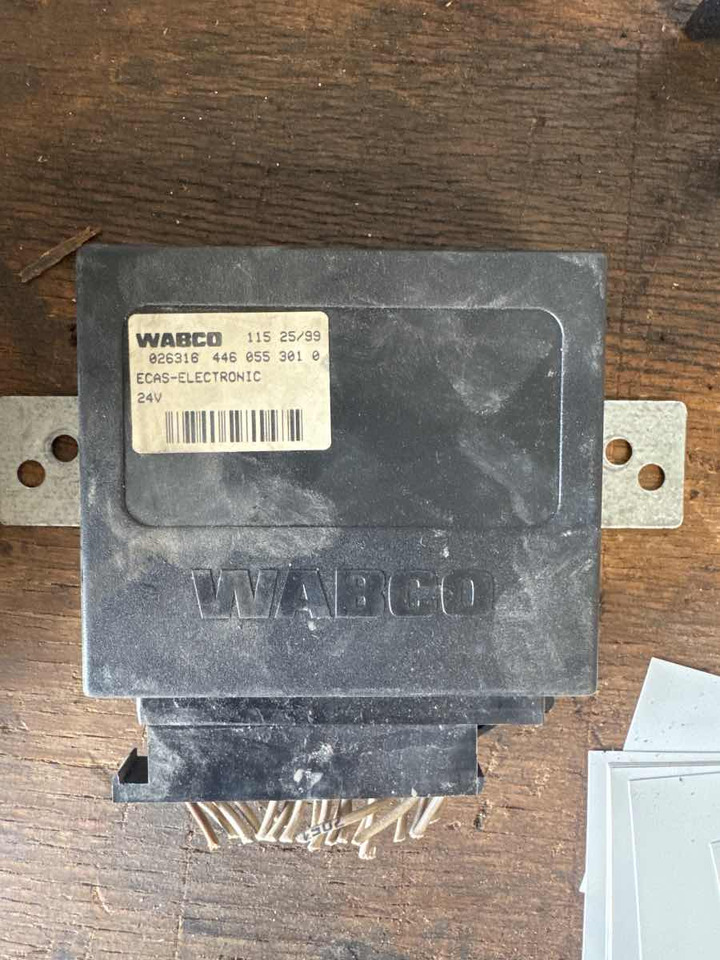 WABCO 115 25/99
026316 446 055 301 0
ECAS-ELECTRONIC
24V
WABCO